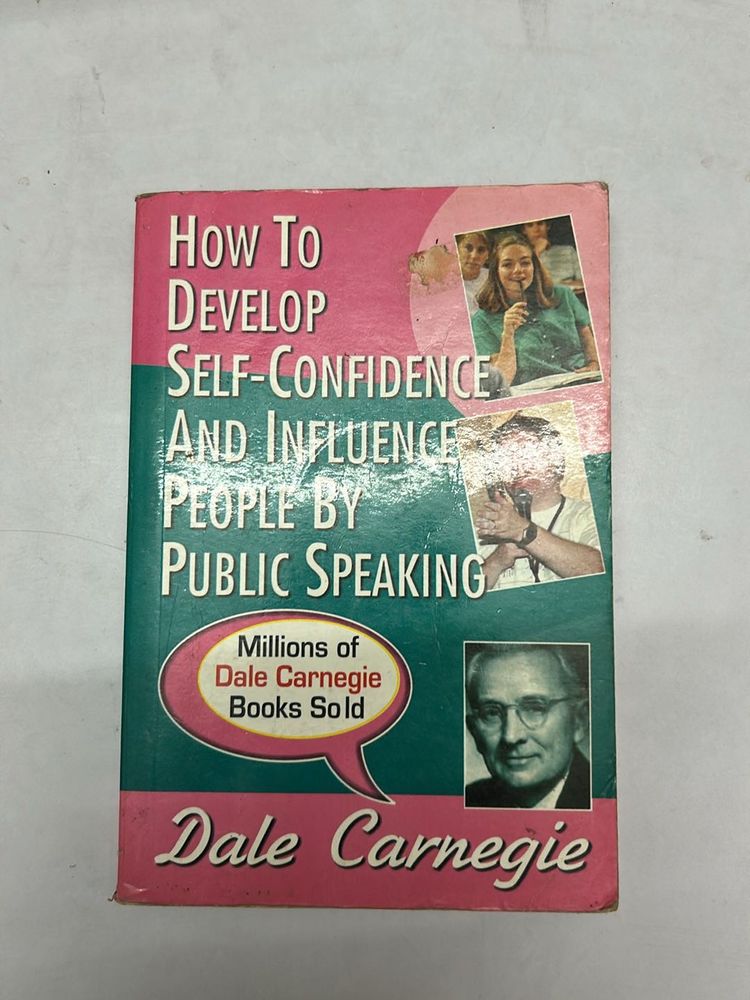 How To
Develop
Self-Confidence
And Influence
People By
Public Speaking
Millions of
Dale Carnegie
Books Sold
Dale Carnegie